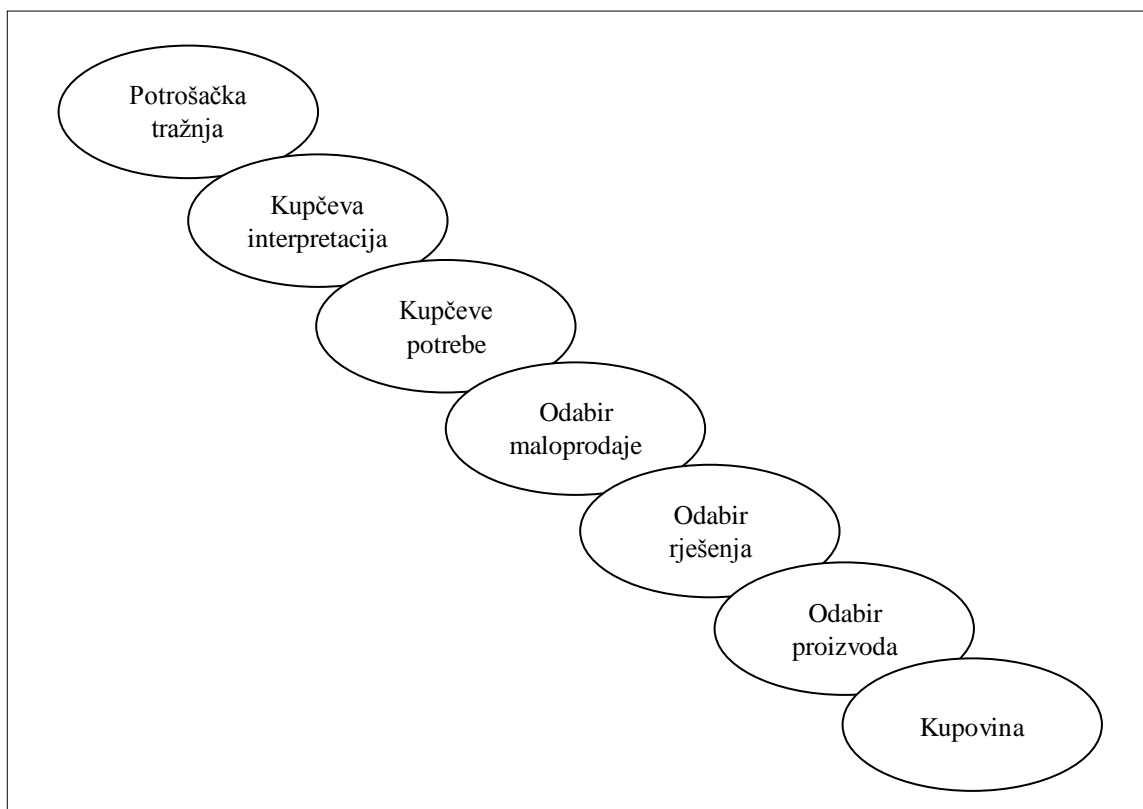 Potrošačka
tražnja
Kupčeva
interpretacija
Kupčeve
potrebe
Odabir
maloprodaje
Odabir
rješenja
Odabir
proizvoda
Kupovina